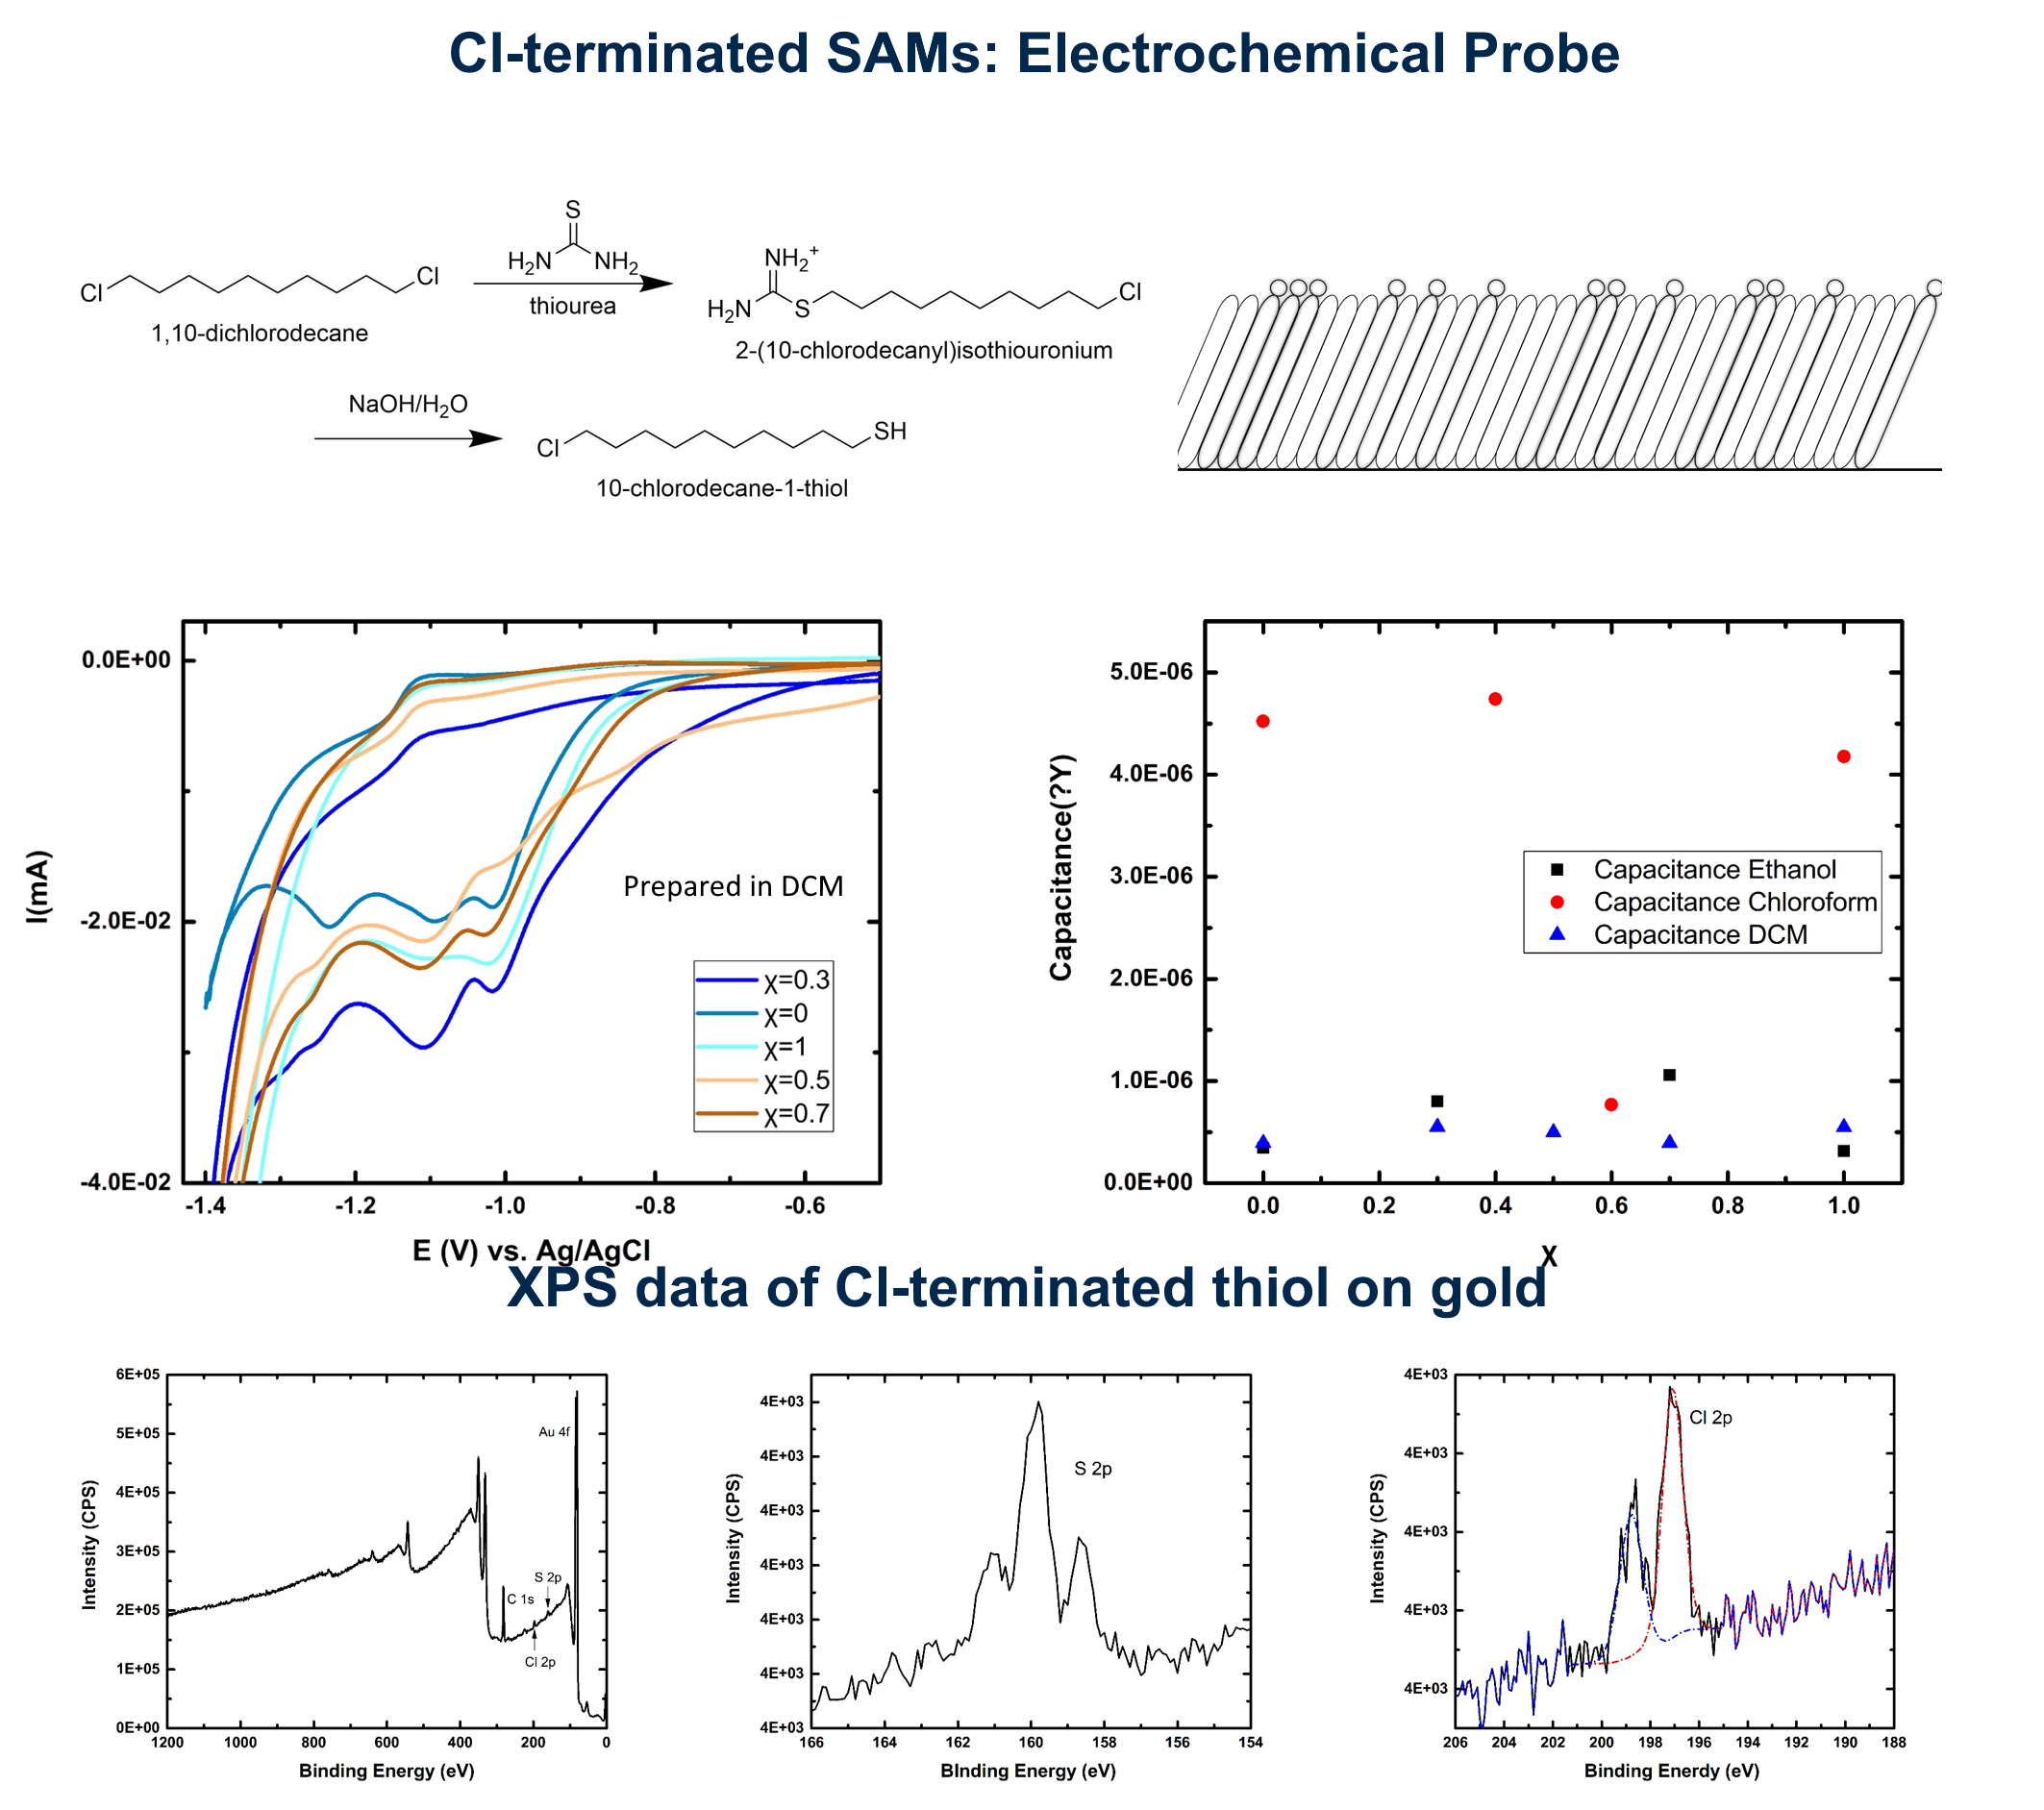 Cl-terminated SAMs: Electrochemical Probe
S
H2N NH2
thiourea
Cl Cl
1,10-dichlorodecane
NH2+
H2N S Cl
2-(10-chlorodecanyl)isothiouronium
NaOH/H2O
Cl SH
10-chlorodecane-1-thiol
I(mA)
0.0E+00
-2.0E-02
-4.0E-02
Prepared in DCM
χ=0.3
χ=0
χ=1
χ=0.5
χ=0.7
-1.4 -1.2 -1.0 -0.8 -0.6
E (V) vs. Ag/AgCl
Capacitance(?Y)
5.0E-06
4.0E-06
3.0E-06
2.0E-06
1.0E-06
0.0E+00
Capacitance Ethanol
Capacitance Chloroform
Capacitance DCM
0.0 0.2 0.4 0.6 0.8 1.0
χ
XPS data of Cl-terminated thiol on gold
Intensity (CPS)
6E+05
5E+05
4E+05
3E+05
2E+05
1E+05
0E+00
Au 4f
S 2p
C 1s
Cl 2p
1200 1000 800 600 400 200 0
Binding Energy (eV)
Intensity (CPS)
4E+03
4E+03
4E+03
4E+03
4E+03
4E+03
4E+03
S 2p
166 164 162 160 158 156 154
BInding Energy (eV)
Intensity (CPS)
4E+03
4E+03
4E+03
4E+03
4E+03
Cl 2p
206 204 202 200 198 196 194 192 190 188
Binding Enerdy (eV)